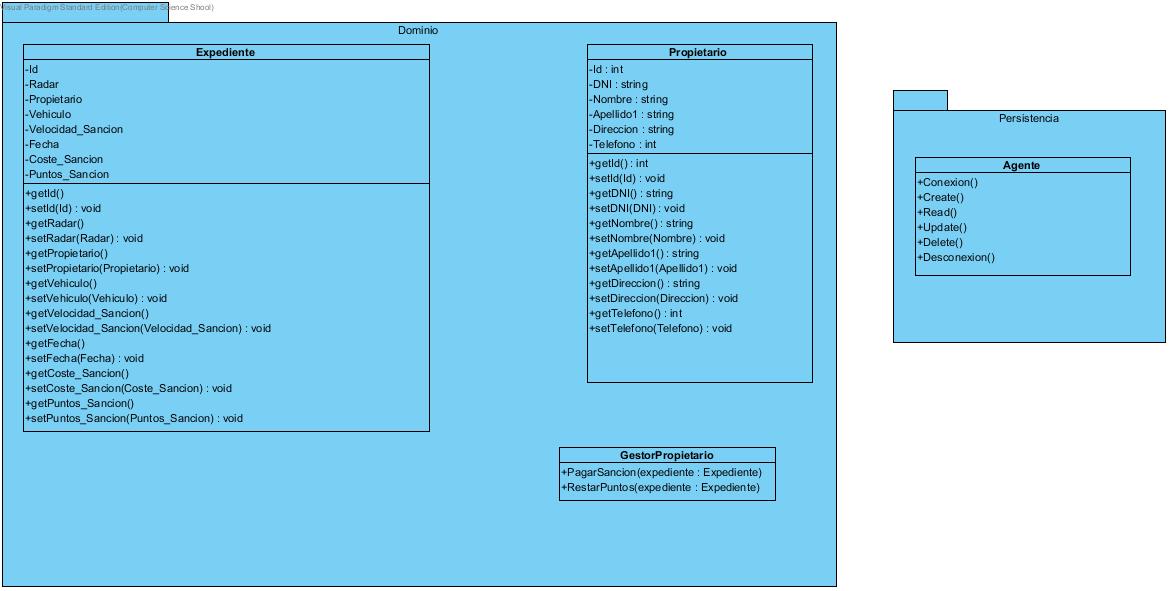 Visual Paradigm Standard Edition(Computer Science Shool)
Dominio
Expediente
-Id
-Radar
-Propietario
-Vehiculo
-Velocidad_Sancion
-Fecha
-Coste_Sancion
-Puntos_Sancion
+getId()
+setId(Id) : void
+getRadar()
+setRadar(Radar) : void
+getPropietario()
+setPropietario(Propietario) : void
+getVehiculo()
+setVehiculo(Vehiculo) : void
+getVelocidad_Sancion()
+setVelocidad_Sancion(Velocidad_Sancion) : void
+getFecha()
+setFecha(Fecha) : void
+getCoste_Sancion()
+setCoste_Sancion(Coste_Sancion) : void
+getPuntos_Sancion()
+setPuntos_Sancion(Puntos_Sancion) : void
Propietario
-Id : int
-DNI : string
-Nombre : string
-Apellido1 : string
-Direccion : string
-Telefono : int
+getId() : int
+setId(Id) : void
+getDNI() : string
+setDNI(DNI) : void
+getNombre() : string
+setNombre(Nombre) : void
+getApellido1() : string
+setApellido1(Apellido1) : void
+getDireccion() : string
+setDireccion(Direccion) : void
+getTelefono() : int
+setTelefono(Telefono) : void
GestorPropietario
+PagarSancion(expediente : Expediente)
+RestarPuntos(expediente : Expediente)
Persistencia
Agente
+Conexion()
+Create()
+Read()
+Update()
+Delete()
+Desconexion()